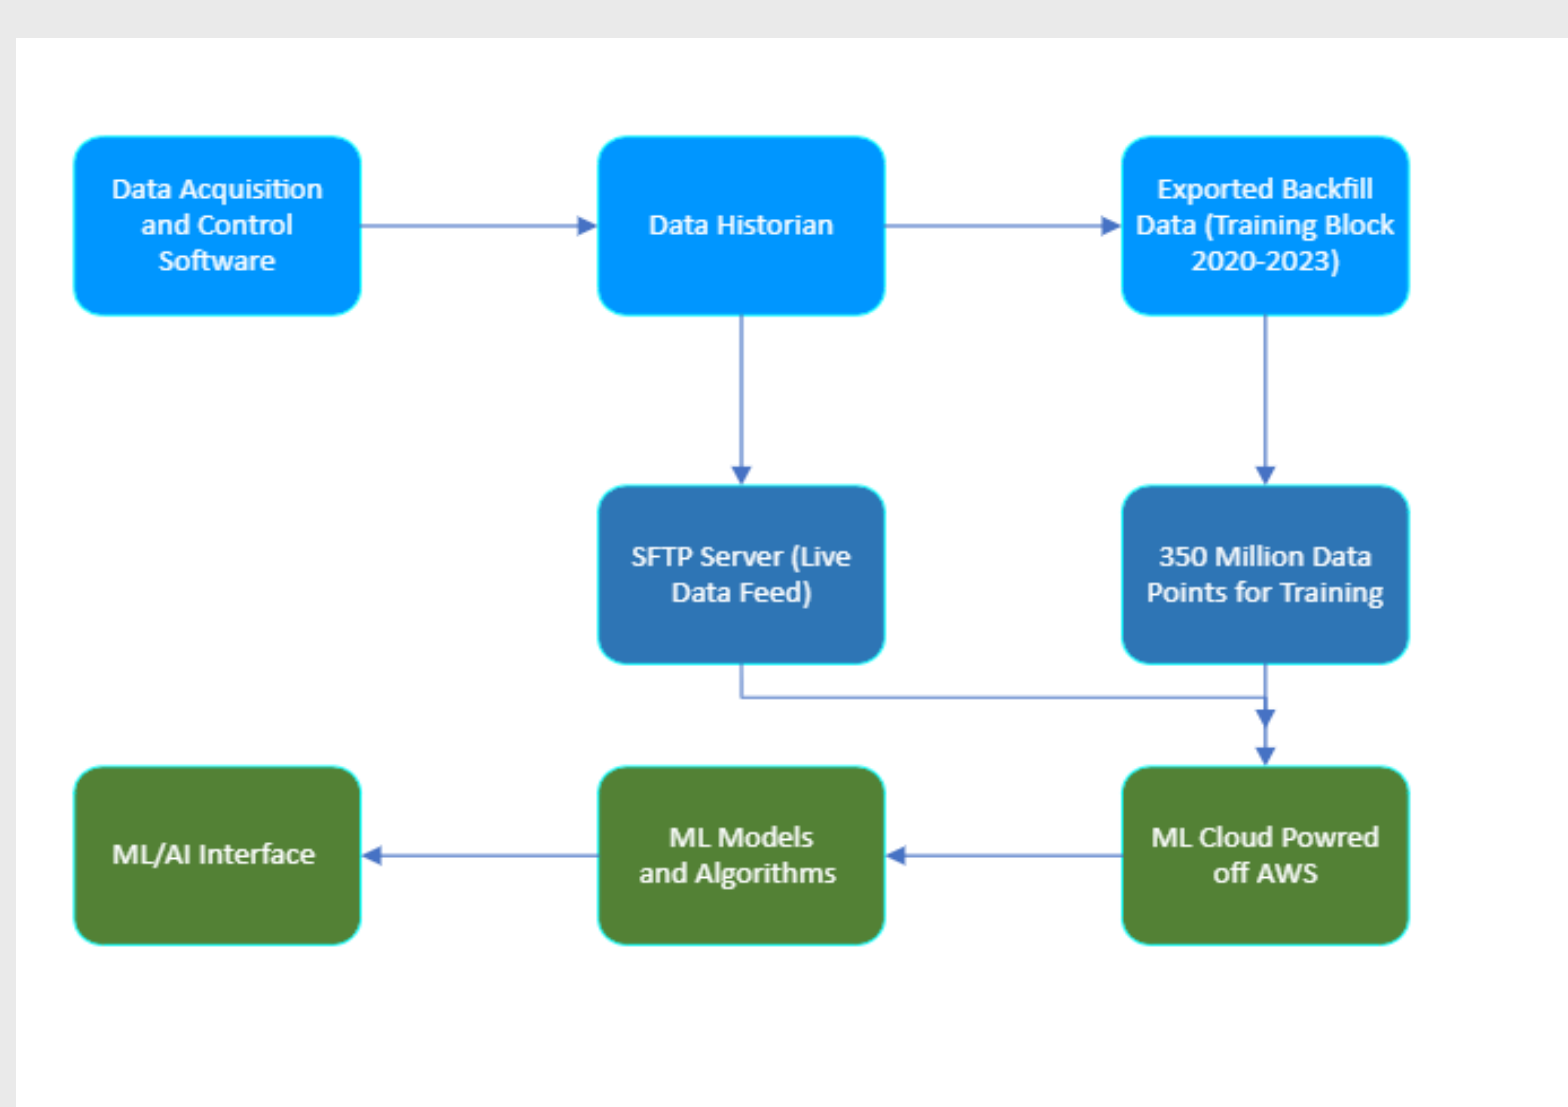 Data Acquisition
and Control
Software
Data Historian
Exported Backfill
Data (Training Block
2020-2023)
SFTP Server (Live
Data Feed)
350 Million Data
Points for Training
ML/AI Interface
ML Models
and Algorithms
ML Cloud Powred
off AWS